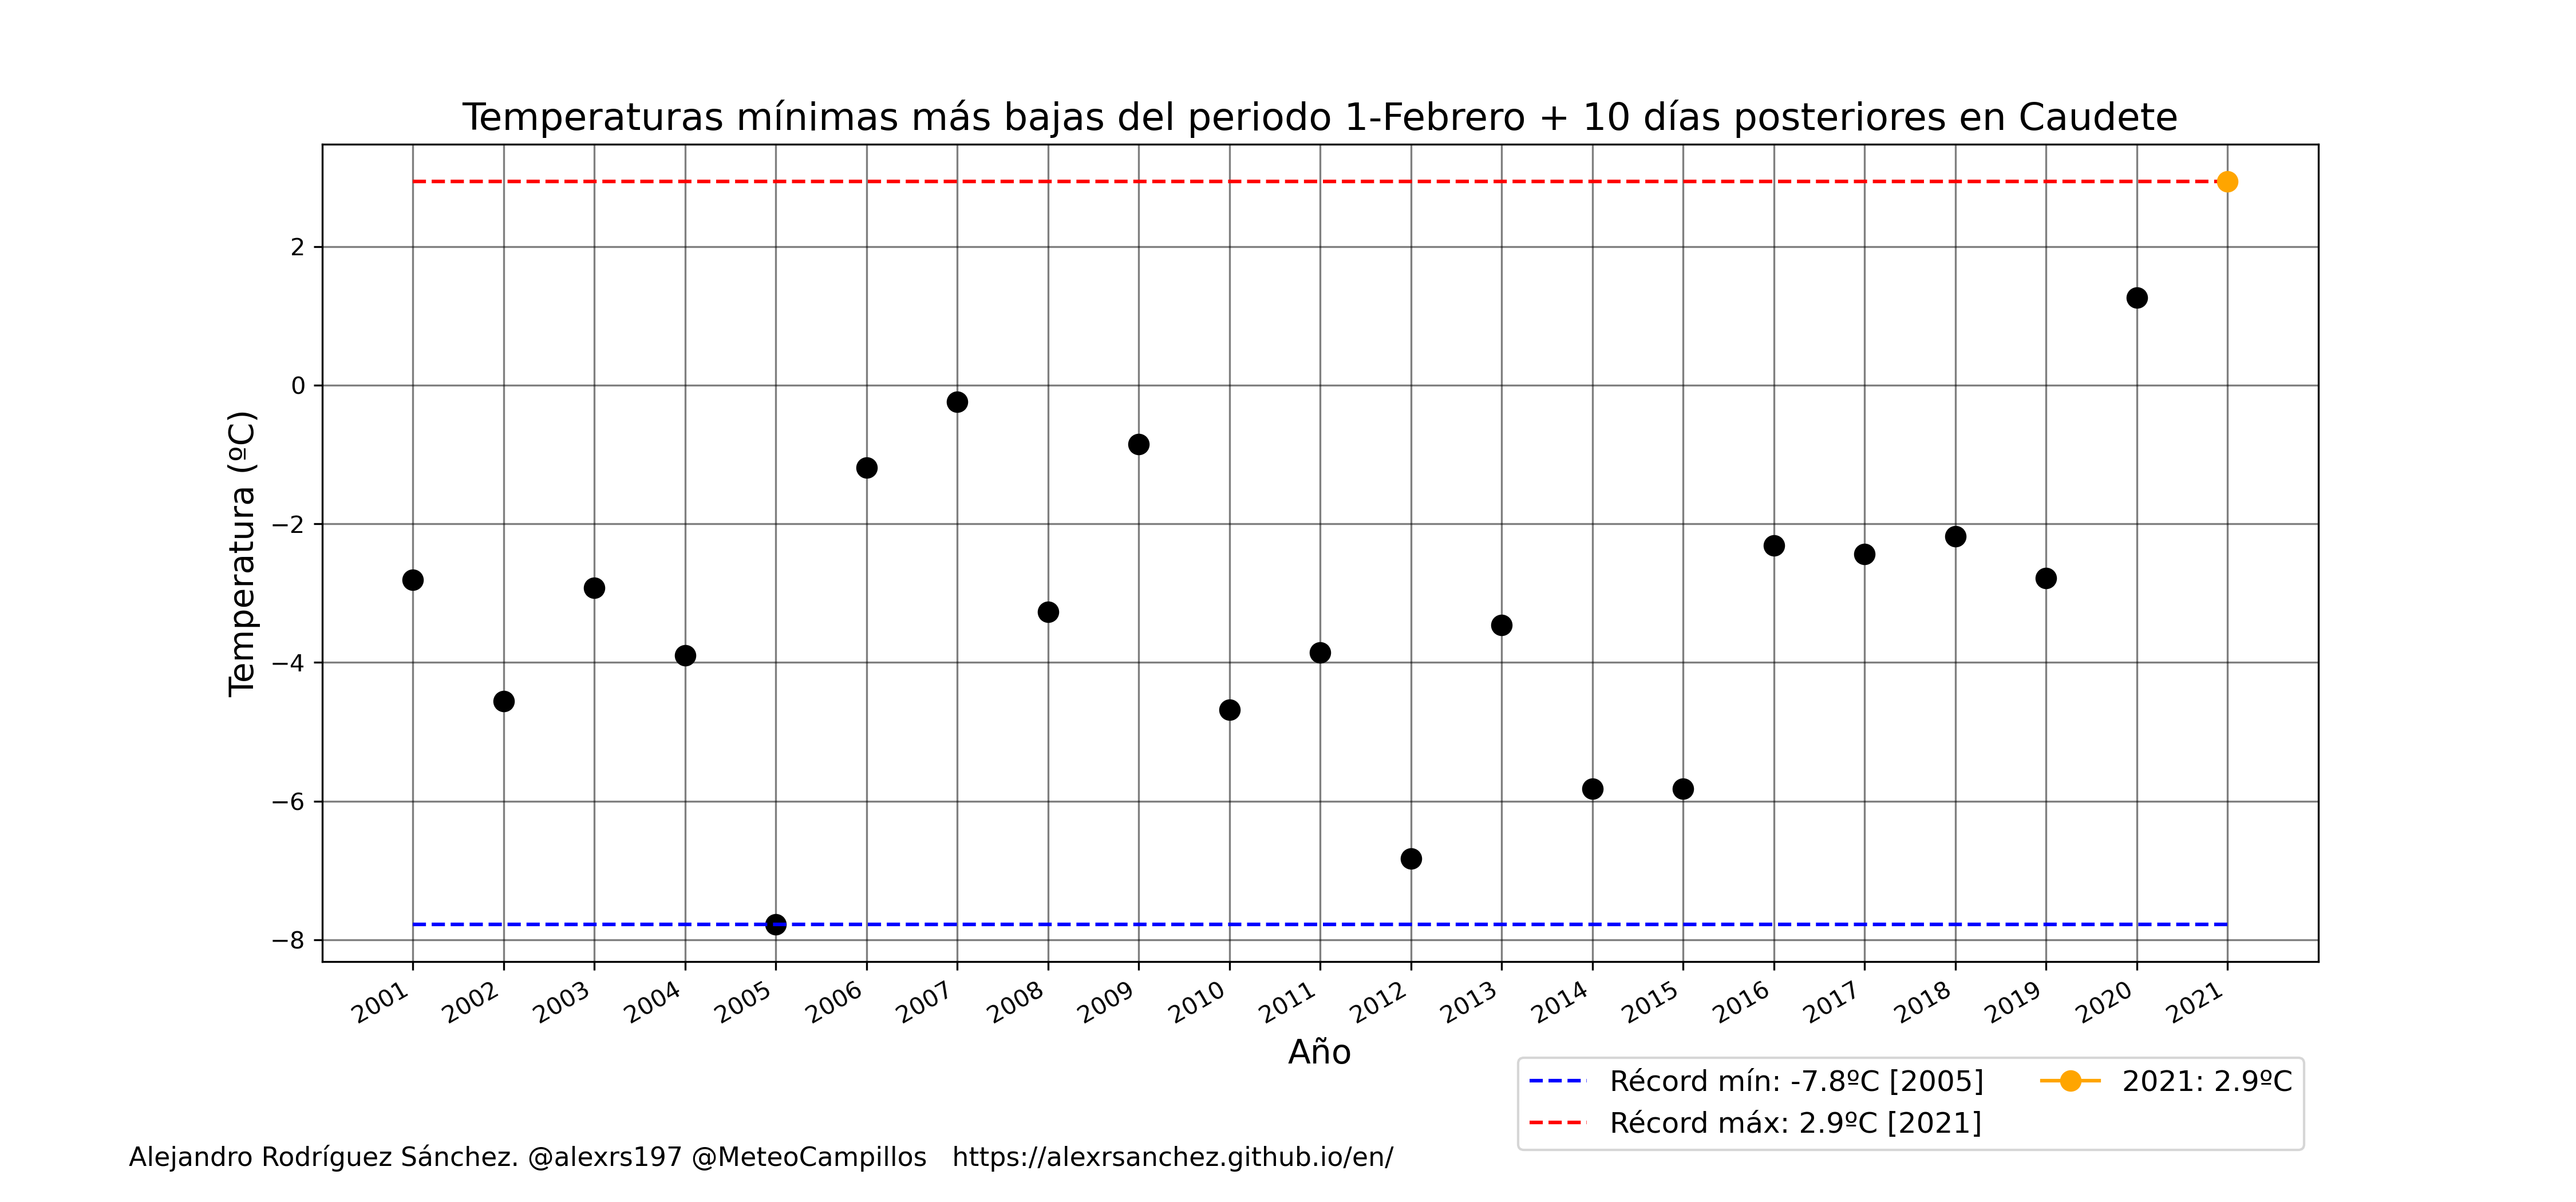 Temperaturas mínimas más bajas del periodo 1-Febrero + 10 días posteriores en Caudete
Temperatura (ºC)
2
0
−2
−4
−6
−8
2001 2002 2003 2004 2005 2006 2007 2008 2009 2010 2011 2012 2013 2014 2015 2016 2017 2018 2019 2020 2021
Año
Récord mín: -7.8ºC [2005]
Récord máx: 2.9ºC [2021]
2021: 2.9ºC
Alejandro Rodríguez Sánchez. @alexrs197 @MeteoCampillos https://alexrsanchez.github.io/en/